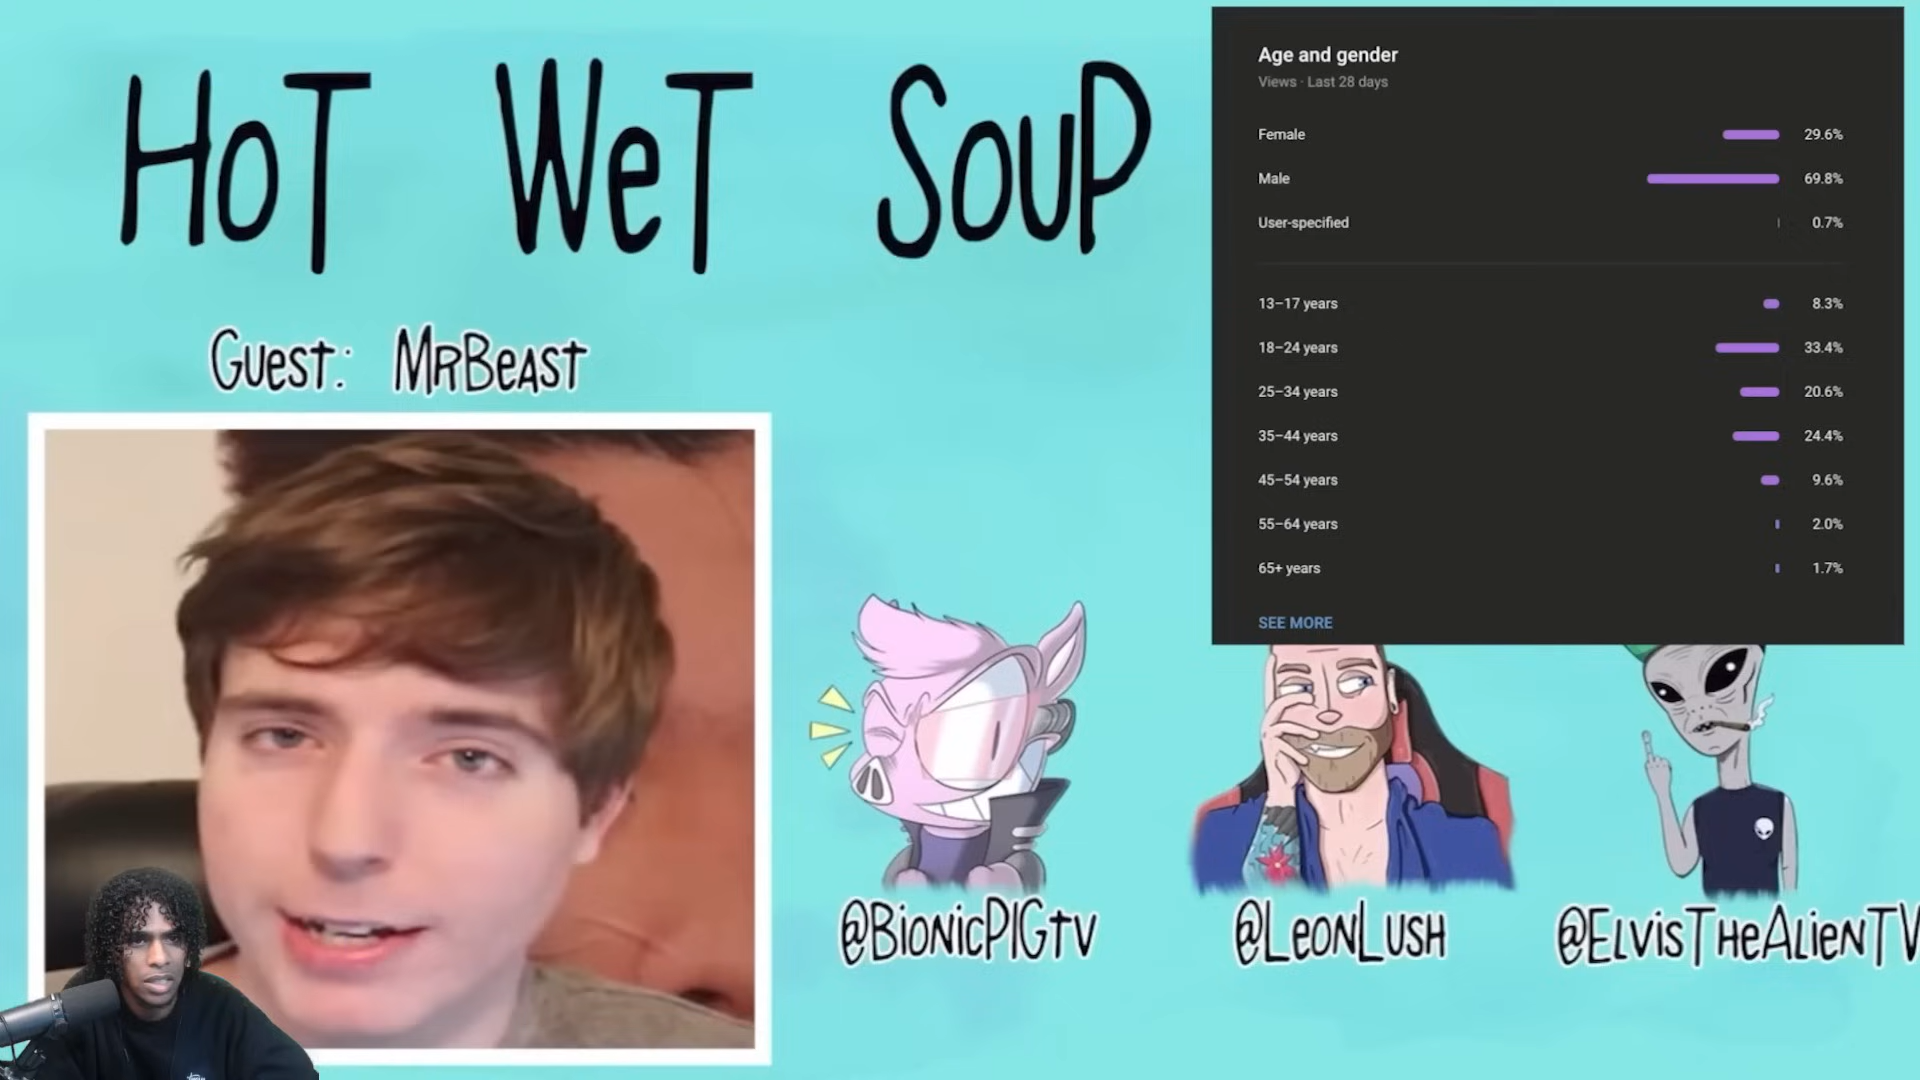 HoT WeT SouP
Guest: MrBeast
Age and gender
Views · Last 28 days
Female 29.6%
Male 69.8%
User-specified 0.7%
13–17 years 8.3%
18–24 years 33.4%
25–34 years 20.6%
35–44 years 24.4%
45–54 years 9.6%
55–64 years 2.0%
65+ years 1.7%
SEE MORE
@BionicPIGtv @LeonLush @ElvisTheAlienTV